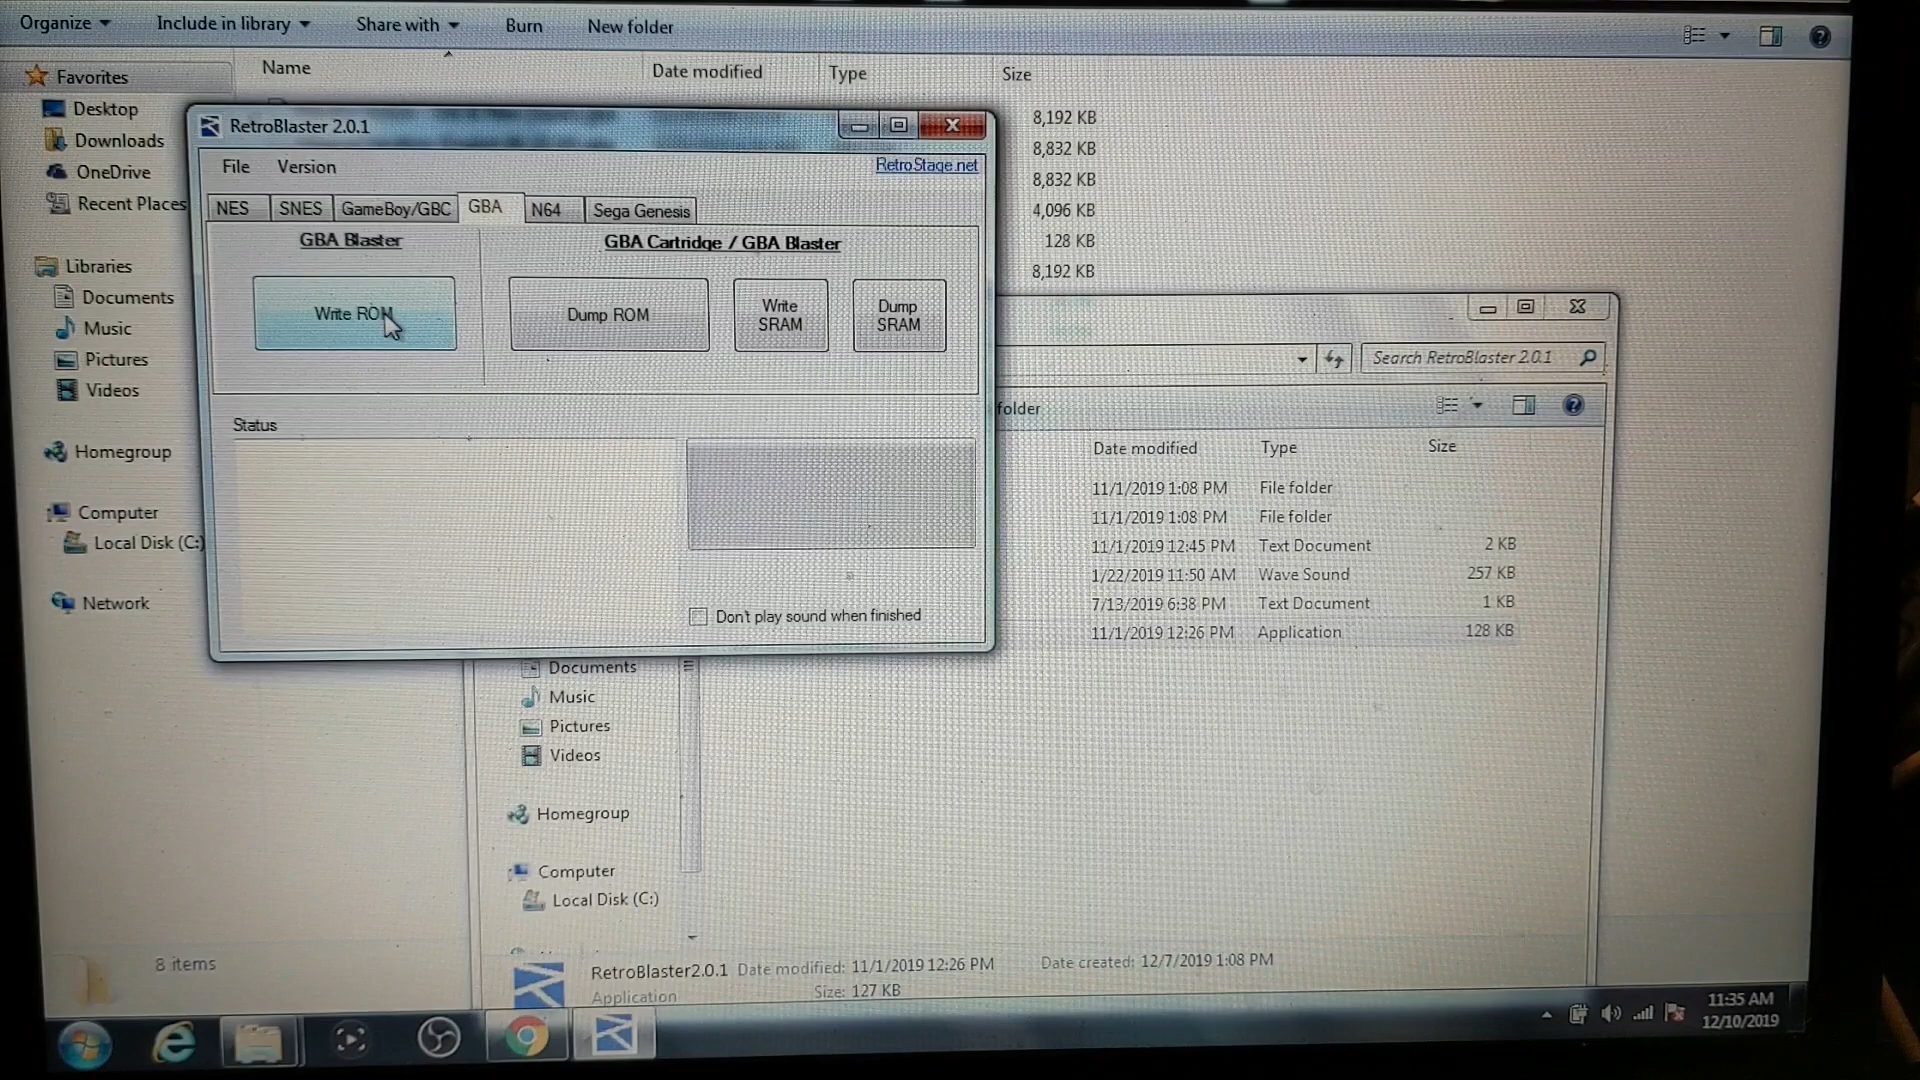 Organize
Include in library
Share with
Burn
New folder
Favorites
Name
Date modified
Type
Size
Desktop
Downloads
OneDrive
Recent Places
8,192 KB
8,832 KB
8,832 KB
4,096 KB
128 KB
8,192 KB
Libraries
Documents
Music
Pictures
Videos
Homegroup
Computer
Local Disk (C:)
Network
8 items
RetroBlaster 2.0.1
File
Version
RetroStage.net
NES
SNES
GameBoy/GBC
GBA
N64
Sega Genesis
GBA Blaster
GBA Cartridge / GBA Blaster
Write ROM
Dump ROM
Write
SRAM
Dump
SRAM
Status
Don't play sound when finished
Search RetroBlaster 2.0.1
folder
Date modified
Type
Size
11/1/2019 1:08 PM File folder
11/1/2019 1:08 PM File folder
11/1/2019 12:45 PM Text Document 2 KB
1/22/2019 11:50 AM Wave Sound 257 KB
7/13/2019 6:38 PM Text Document 1 KB
11/1/2019 12:26 PM Application 128 KB
Documents
Music
Pictures
Videos
Homegroup
Computer
Local Disk (C:)
RetroBlaster2.0.1 Date modified: 11/1/2019 12:26 PM Date created: 12/7/2019 1:08 PM
Application Size: 127 KB
11:35 AM
12/10/2019